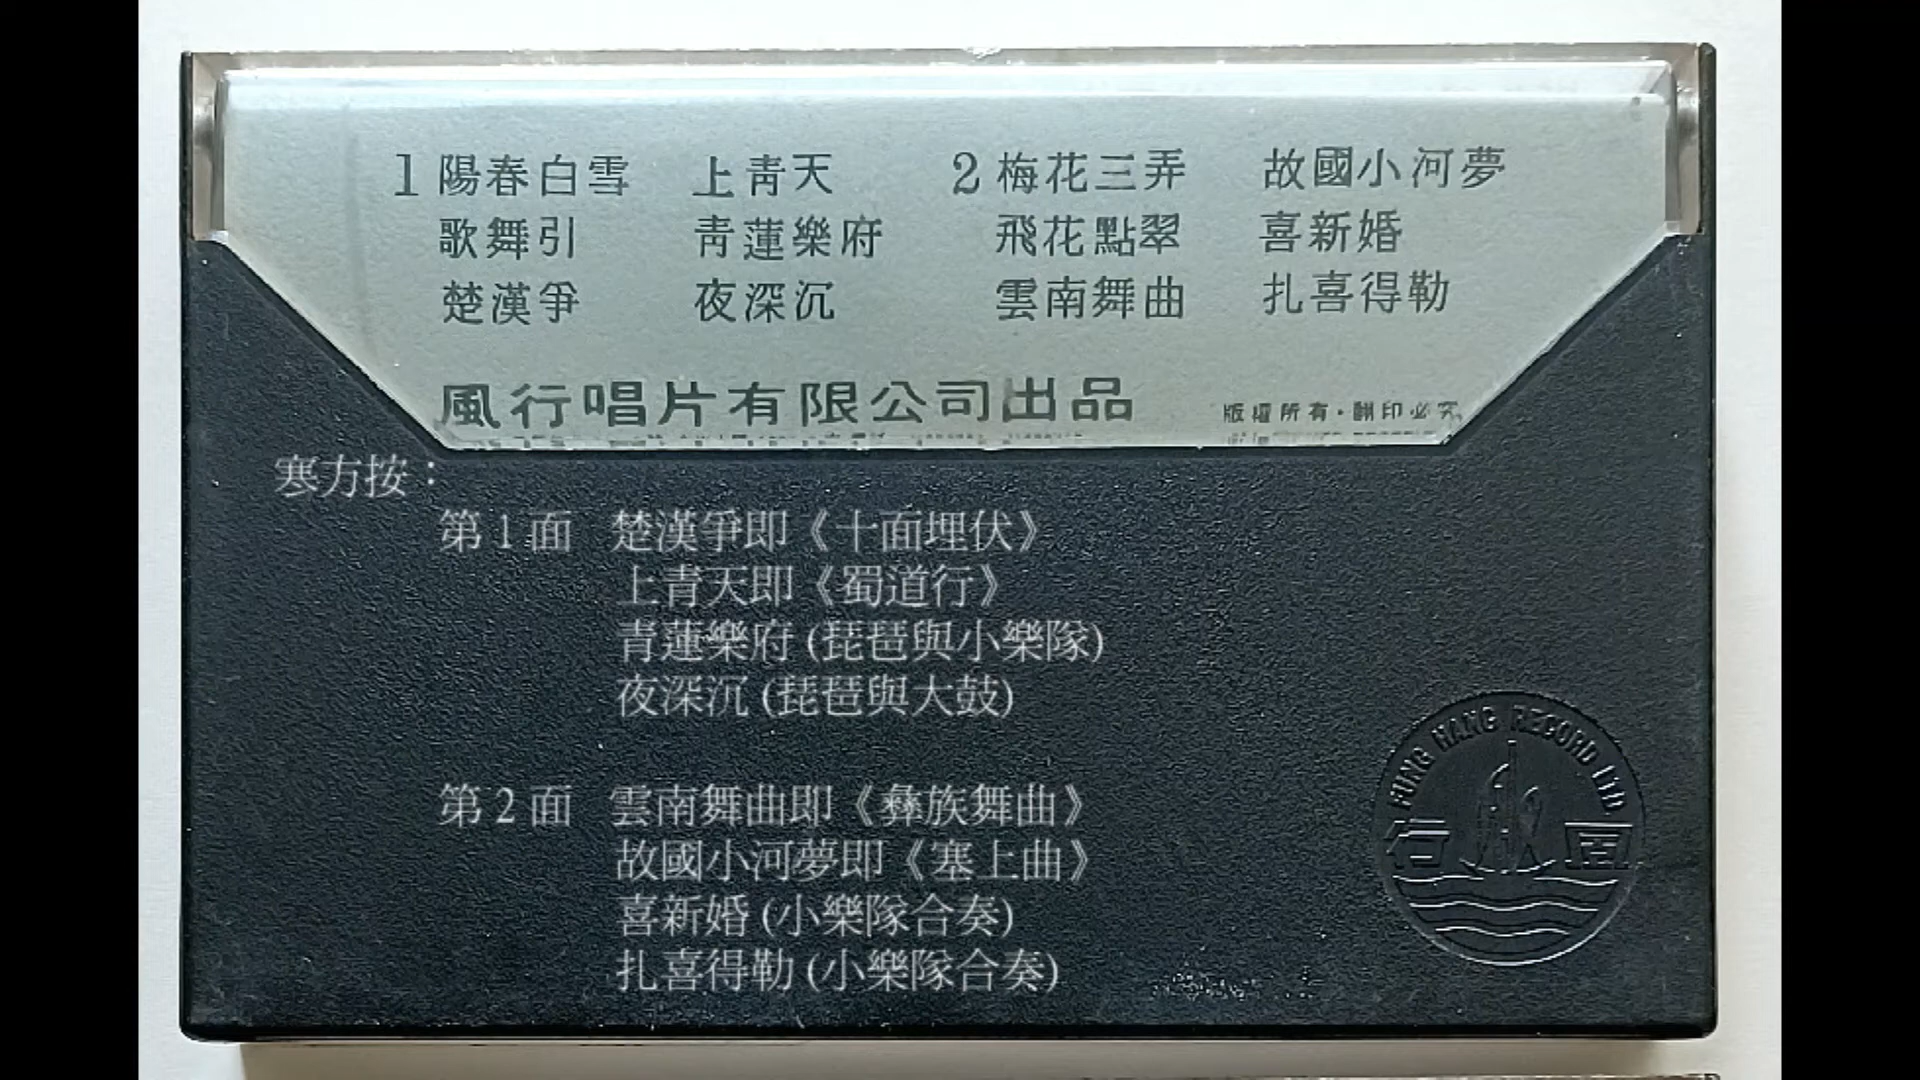 1 陽春白雪 上青天 2 梅花三弄 故國小河夢
歌舞引 青蓮樂府 飛花點翠 喜新婚
楚漢爭 夜深沉 雲南舞曲 扎喜得勒
風行唱片有限公司出品 版權所有·翻印必究
寒方按：
第1面 楚漢爭即《十面埋伏》
上青天即《蜀道行》
青蓮樂府 (琵琶與小樂隊)
夜深沉 (琵琶與大鼓)
第2面 雲南舞曲即《彝族舞曲》
故國小河夢即《塞上曲》
喜新婚 (小樂隊合奏)
扎喜得勒 (小樂隊合奏)
FUNG HANG RECORD LTD
行 風